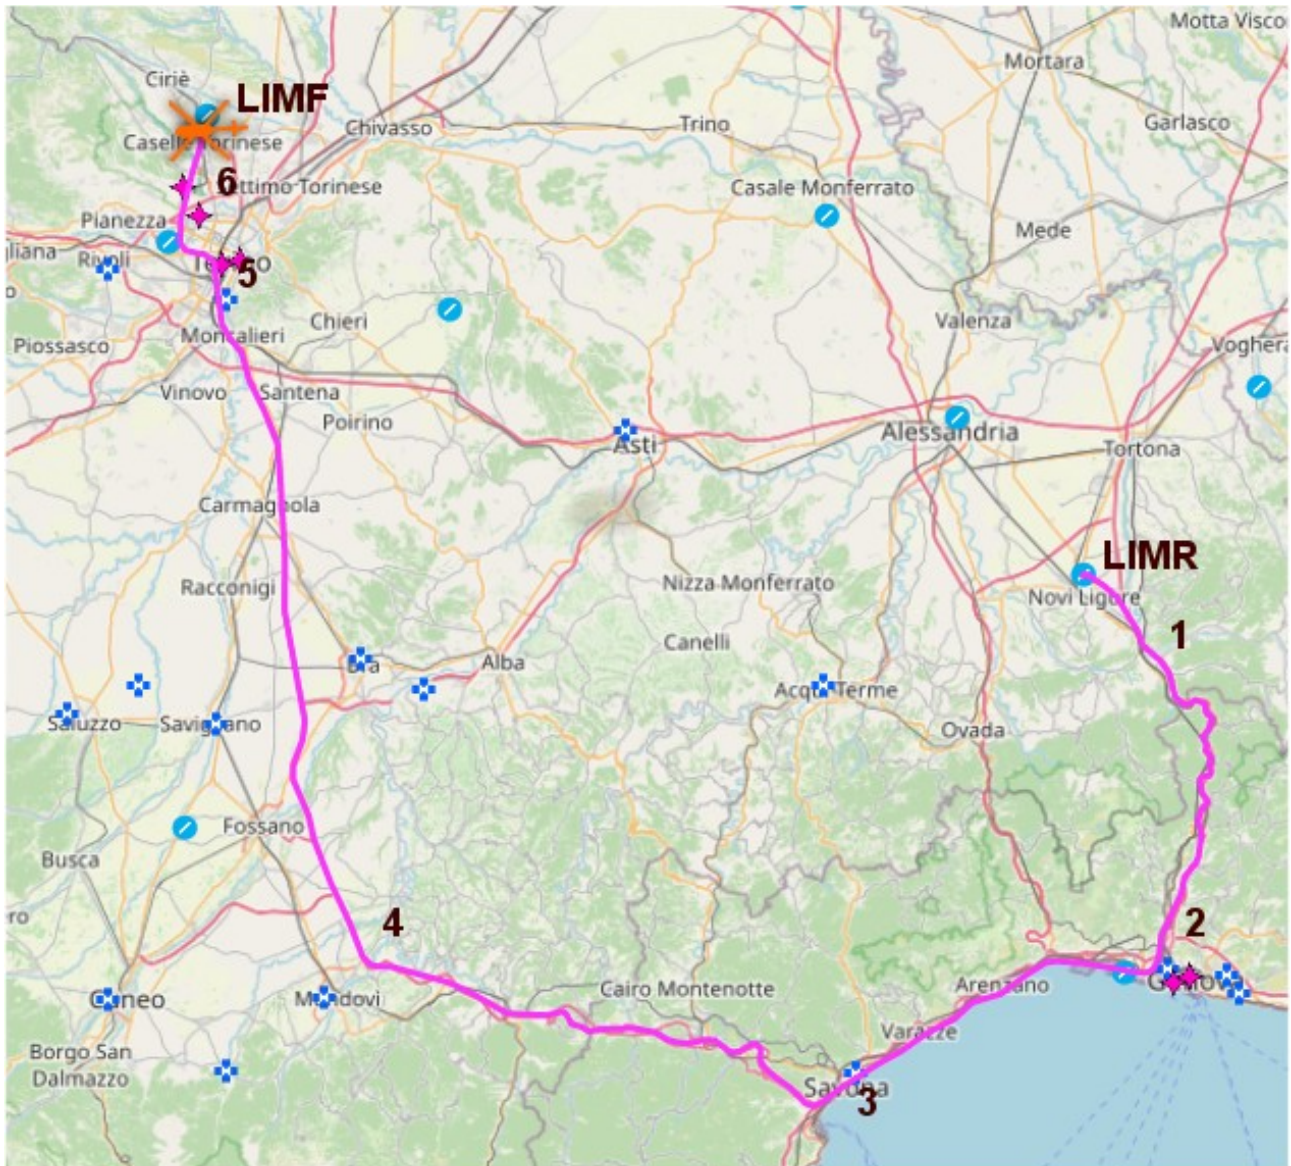 Motta Visco
Mortara
Ciriè
LIMF
Garlasco
Chivasso
Trino
Caselle Torinese
6
Settimo Torinese
Casale Monferrato
Pianezza
Mede
gliana
Rivoli
Torino
5
o
Chieri
Valenza
Moncalieri
Piossasco
Voghera
Vinovo
Santena
Poirino
Alessandria
Asti
Tortona
Carmagnola
LIMR
Racconigi
Nizza Monferrato
Novi Ligure
1
Canelli
Bra
Alba
Acqui Terme
Saluzzo
Savigliano
Ovada
Fossano
Busca
ro
4
2
Genova
Arenzano
Cairo Montenotte
Cuneo
Mondovì
Varazze
Borgo San
Dalmazzo
Savona
3